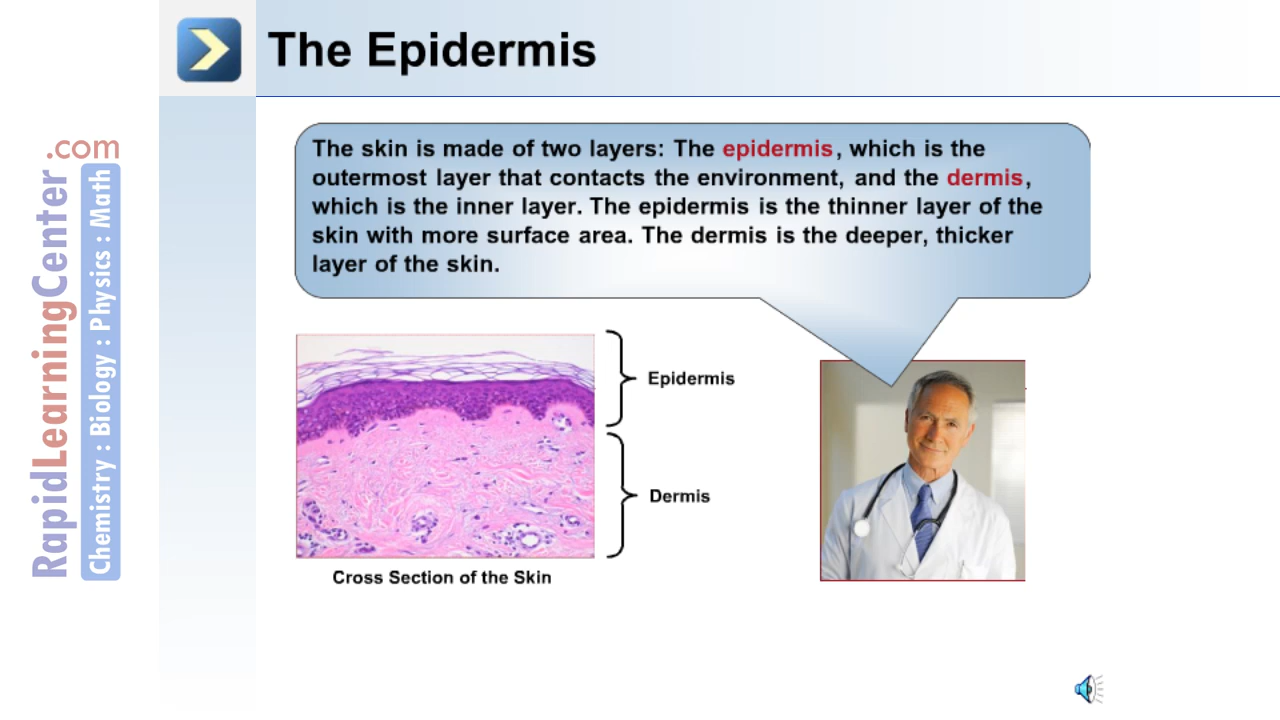 The Epidermis
The skin is made of two layers: The epidermis, which is the
outermost layer that contacts the environment, and the dermis,
which is the inner layer. The epidermis is the thinner layer of the
skin with more surface area. The dermis is the deeper, thicker
layer of the skin.
Epidermis
Dermis
Cross Section of the Skin
RapidLearningCenter.com
Chemistry : Biology : Physics : Math